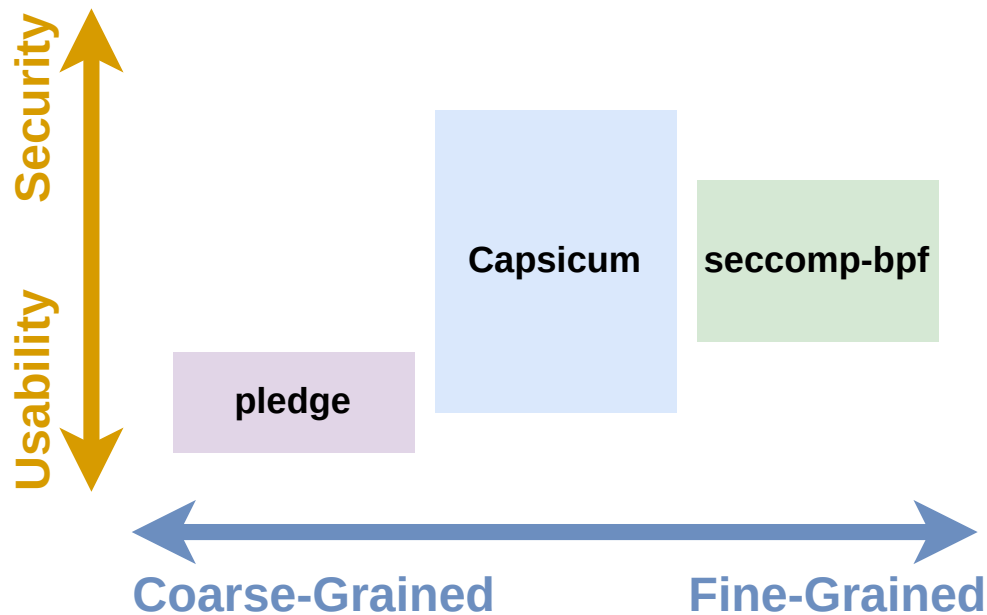 Security
Usability
Capsicum
seccomp-bpf
pledge
Coarse-Grained
Fine-Grained